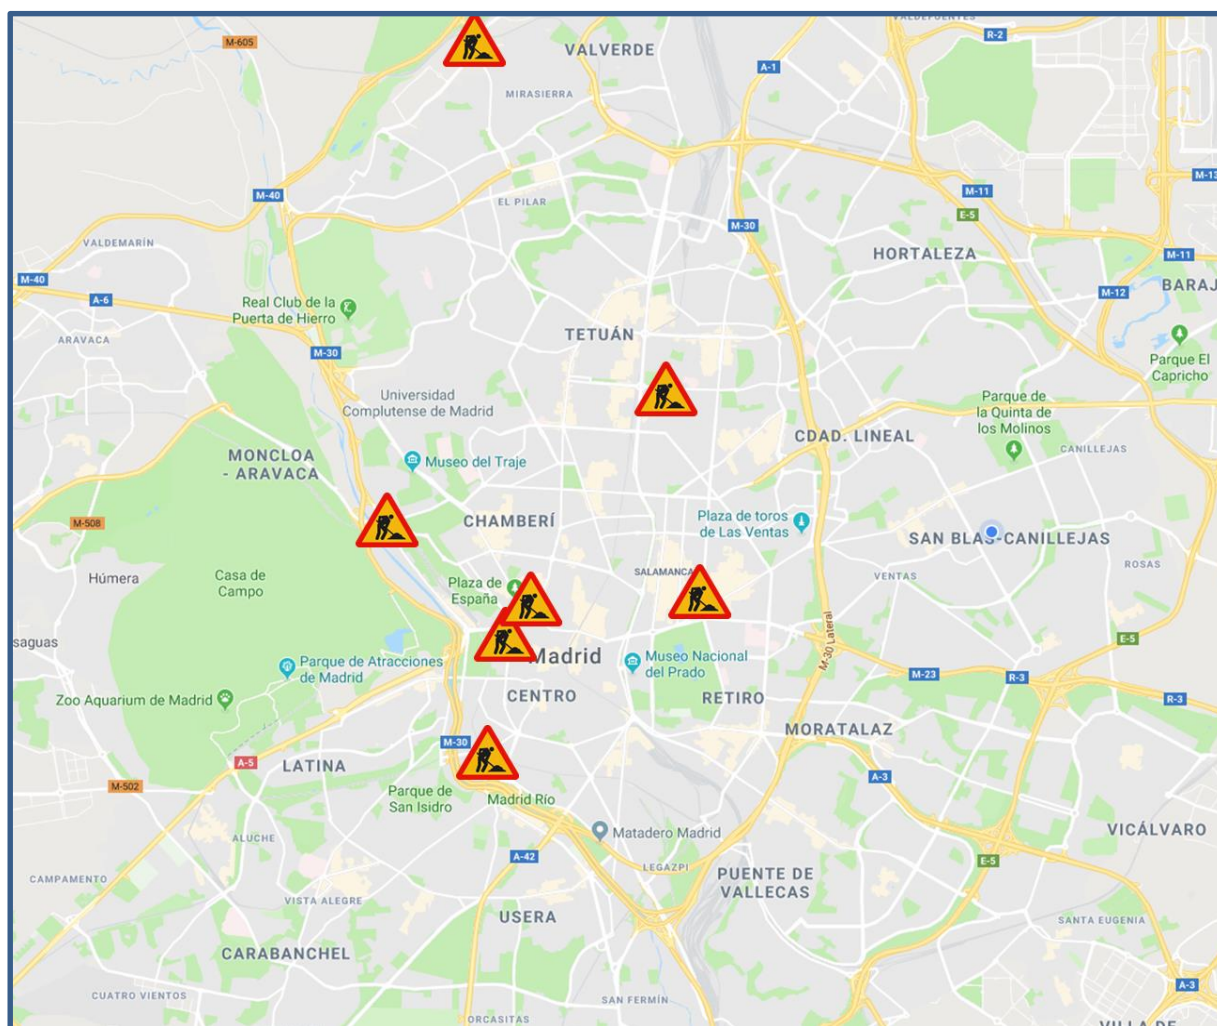 VALDEFUENTES
M-605
R-2
VALVERDE
A-1
MIRASIERRA
M-40
EL PILAR
M-11
M-13
E-5
M-30
VALDEMARÍN
HORTALEZA
M-11
M-40
A-6
M-12
BARAJ
Real Club de la
Puerta de Hierro
TETUÁN
ARAVACA
M-30
Parque El
Capricho
Universidad
Complutense de Madrid
Parque de
la Quinta de
los Molinos
CDAD. LINEAL
CANILLEJAS
MONCLOA
- ARAVACA
Museo del Traje
M-508
CHAMBERÍ
Plaza de toros
de Las Ventas
SAN BLAS-CANILLEJAS
ROSAS
Húmera
Casa de
Campo
Plaza de
España
SALAMANCA
VENTAS
saguas
M-30 Lateral
E-5
Parque de Atracciones
de Madrid
Madrid
Museo Nacional
del Prado
M-23
R-3
Zoo Aquarium de Madrid
CENTRO
RETIRO
R-3
MORATALAZ
M-30
A-5
LATINA
A-3
M-502
Parque de
San Isidro
Madrid Río
Matadero Madrid
VICÁLVARO
ALUCHE
A-42
LEGAZPI
E-5
CAMPAMENTO
PUENTE DE
VALLECAS
VISTA ALEGRE
USERA
SANTA EUGENIA
CARABANCHEL
A-3
CUATRO VIENTOS
SAN FERMÍN
ORCASITAS
VILLA DE